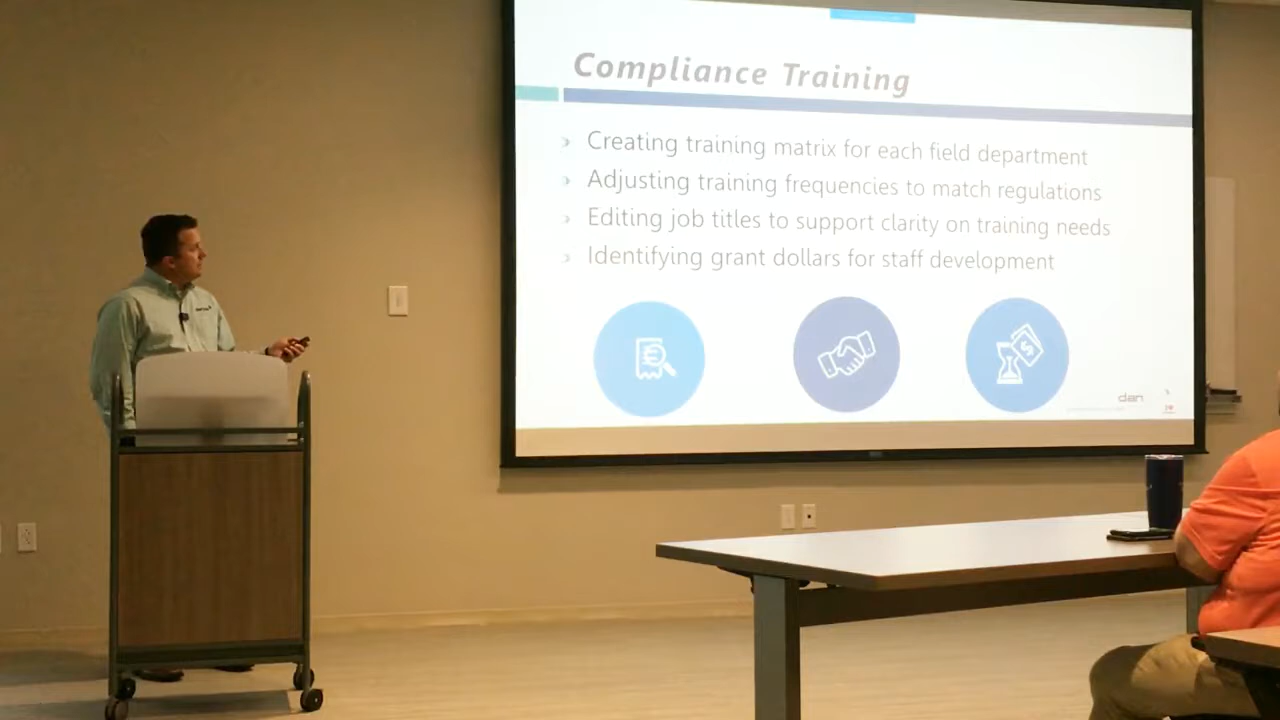 Compliance Training
Creating training matrix for each field department
Adjusting training frequencies to match regulations
Editing job titles to support clarity on training needs
Identifying grant dollars for staff development